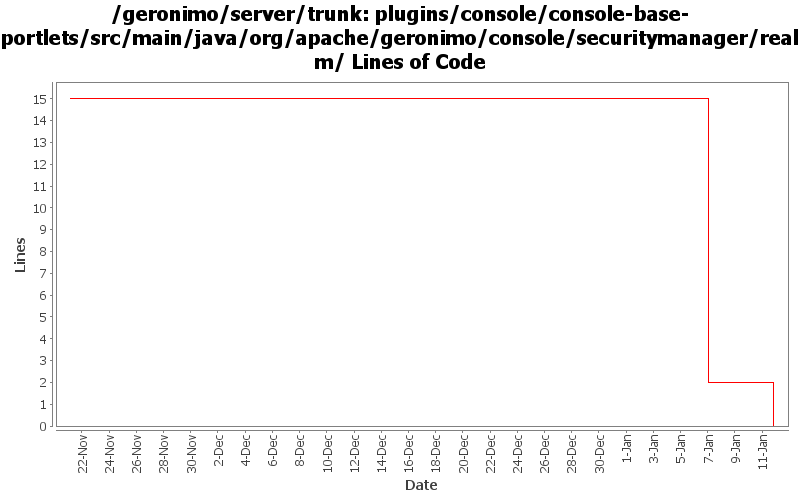 /geronimo/server/trunk: plugins/console/console-base-
portlets/src/main/java/org/apache/geronimo/console/securitymanager/real
m/ Lines of Code
15
14
13
12
11
10
9
8
7
6
5
4
3
2
1
0
Lines
22-Nov
24-Nov
26-Nov
28-Nov
30-Nov
2-Dec
4-Dec
6-Dec
8-Dec
10-Dec
12-Dec
14-Dec
16-Dec
18-Dec
20-Dec
22-Dec
24-Dec
26-Dec
28-Dec
30-Dec
1-Jan
3-Jan
5-Jan
7-Jan
9-Jan
11-Jan
Date